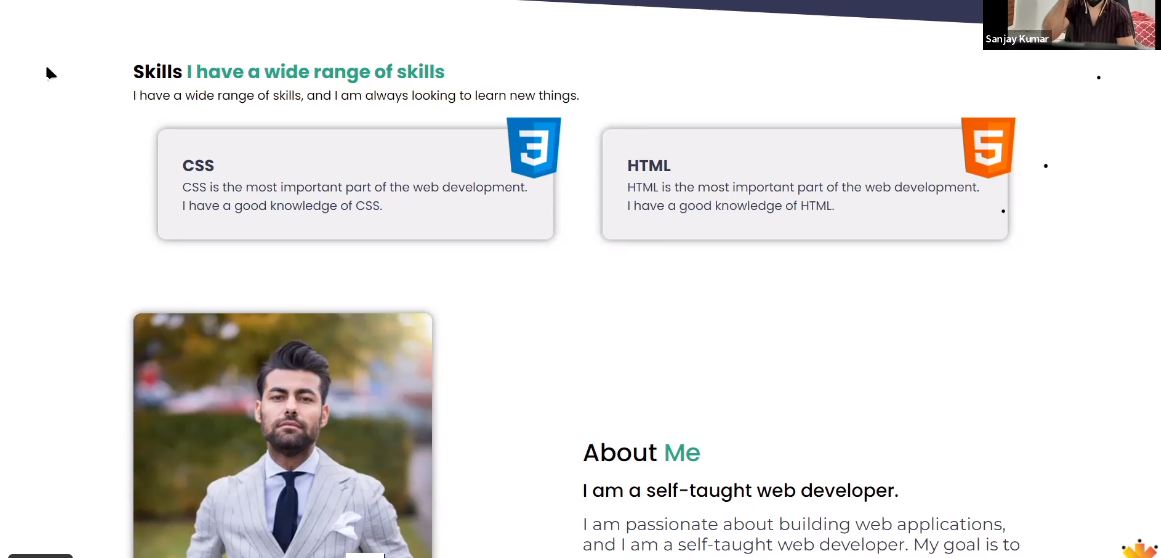 Sanjay Kumar
Skills I have a wide range of skills
I have a wide range of skills, and I am always looking to learn new things.
3
CSS
CSS is the most important part of the web development.
I have a good knowledge of CSS.
5
HTML
HTML is the most important part of the web development.
I have a good knowledge of HTML.
About Me
I am a self-taught web developer.
I am passionate about building web applications,
and I am a self-taught web developer. My goal is to